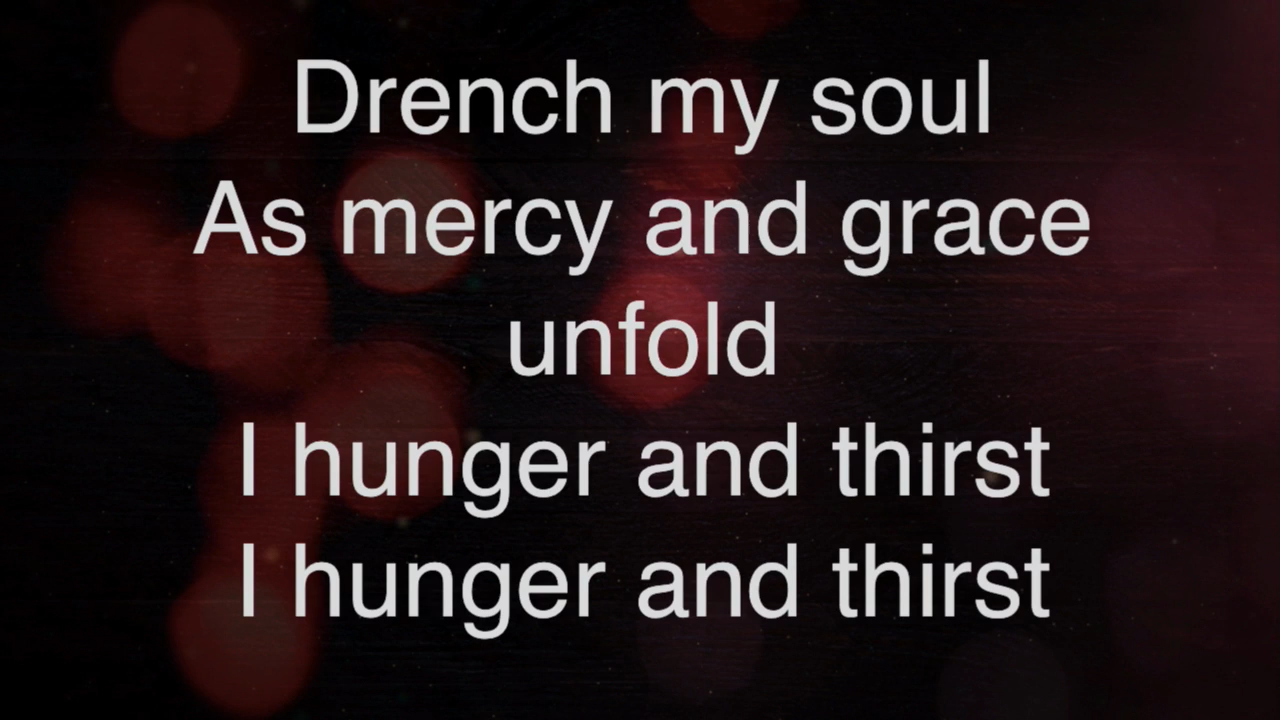 Drench my soul
As mercy and grace
unfold
I hunger and thirst
I hunger and thirst